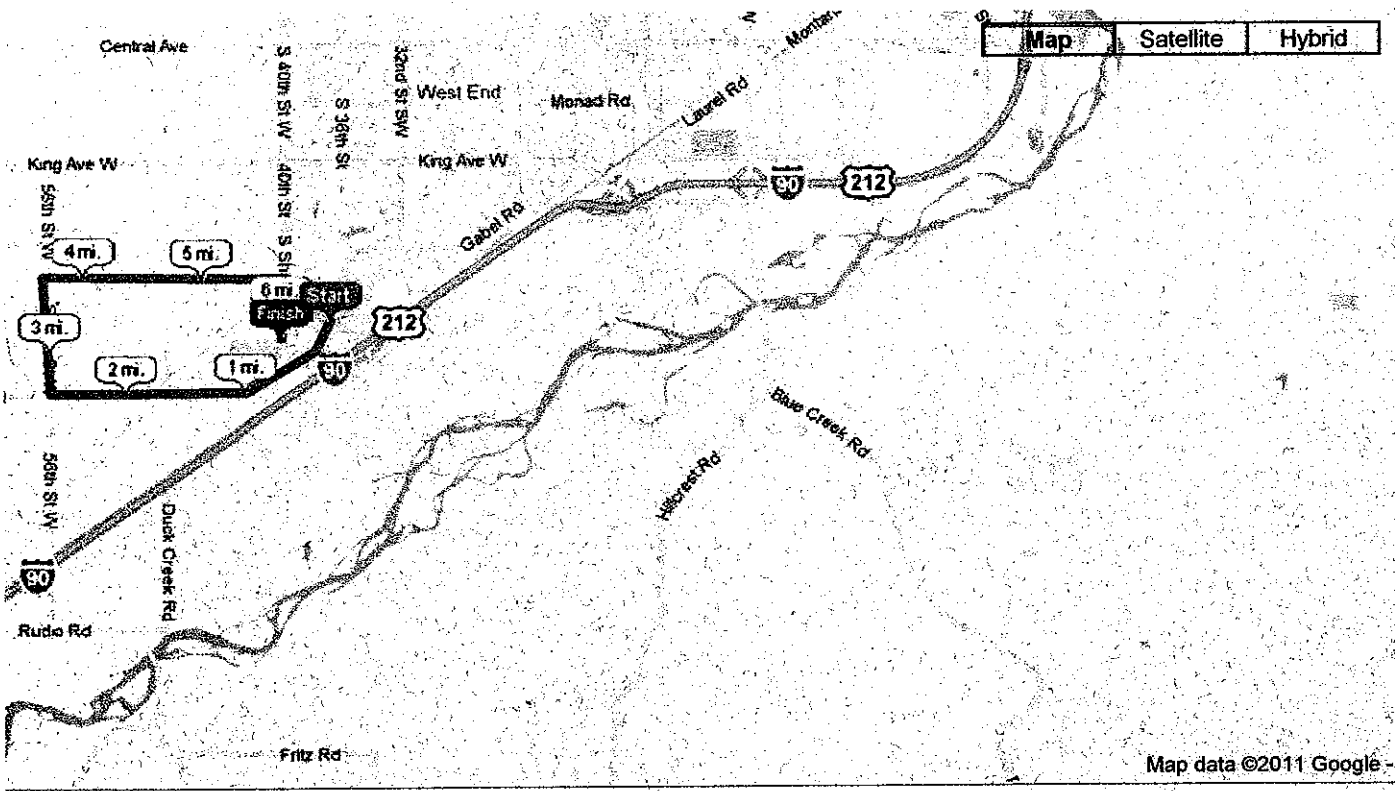 Central Ave
S 40th St W
S 36th St
32nd St SW
West End
Monad Rd
Laurel Rd
Map
Satellite
Hybrid
King Ave W
40th St
King Ave W
56th St W
Gabel Rd
90
212
4 mi.
5 mi.
6 mi.
Start
Finish
3 mi.
212
2 mi.
1 mi.
90
Blue Creek Rd
Hillcrest Rd
56th St W
Duck Creek Rd
90
Rudio Rd
Fritz Rd
Map data ©2011 Google -